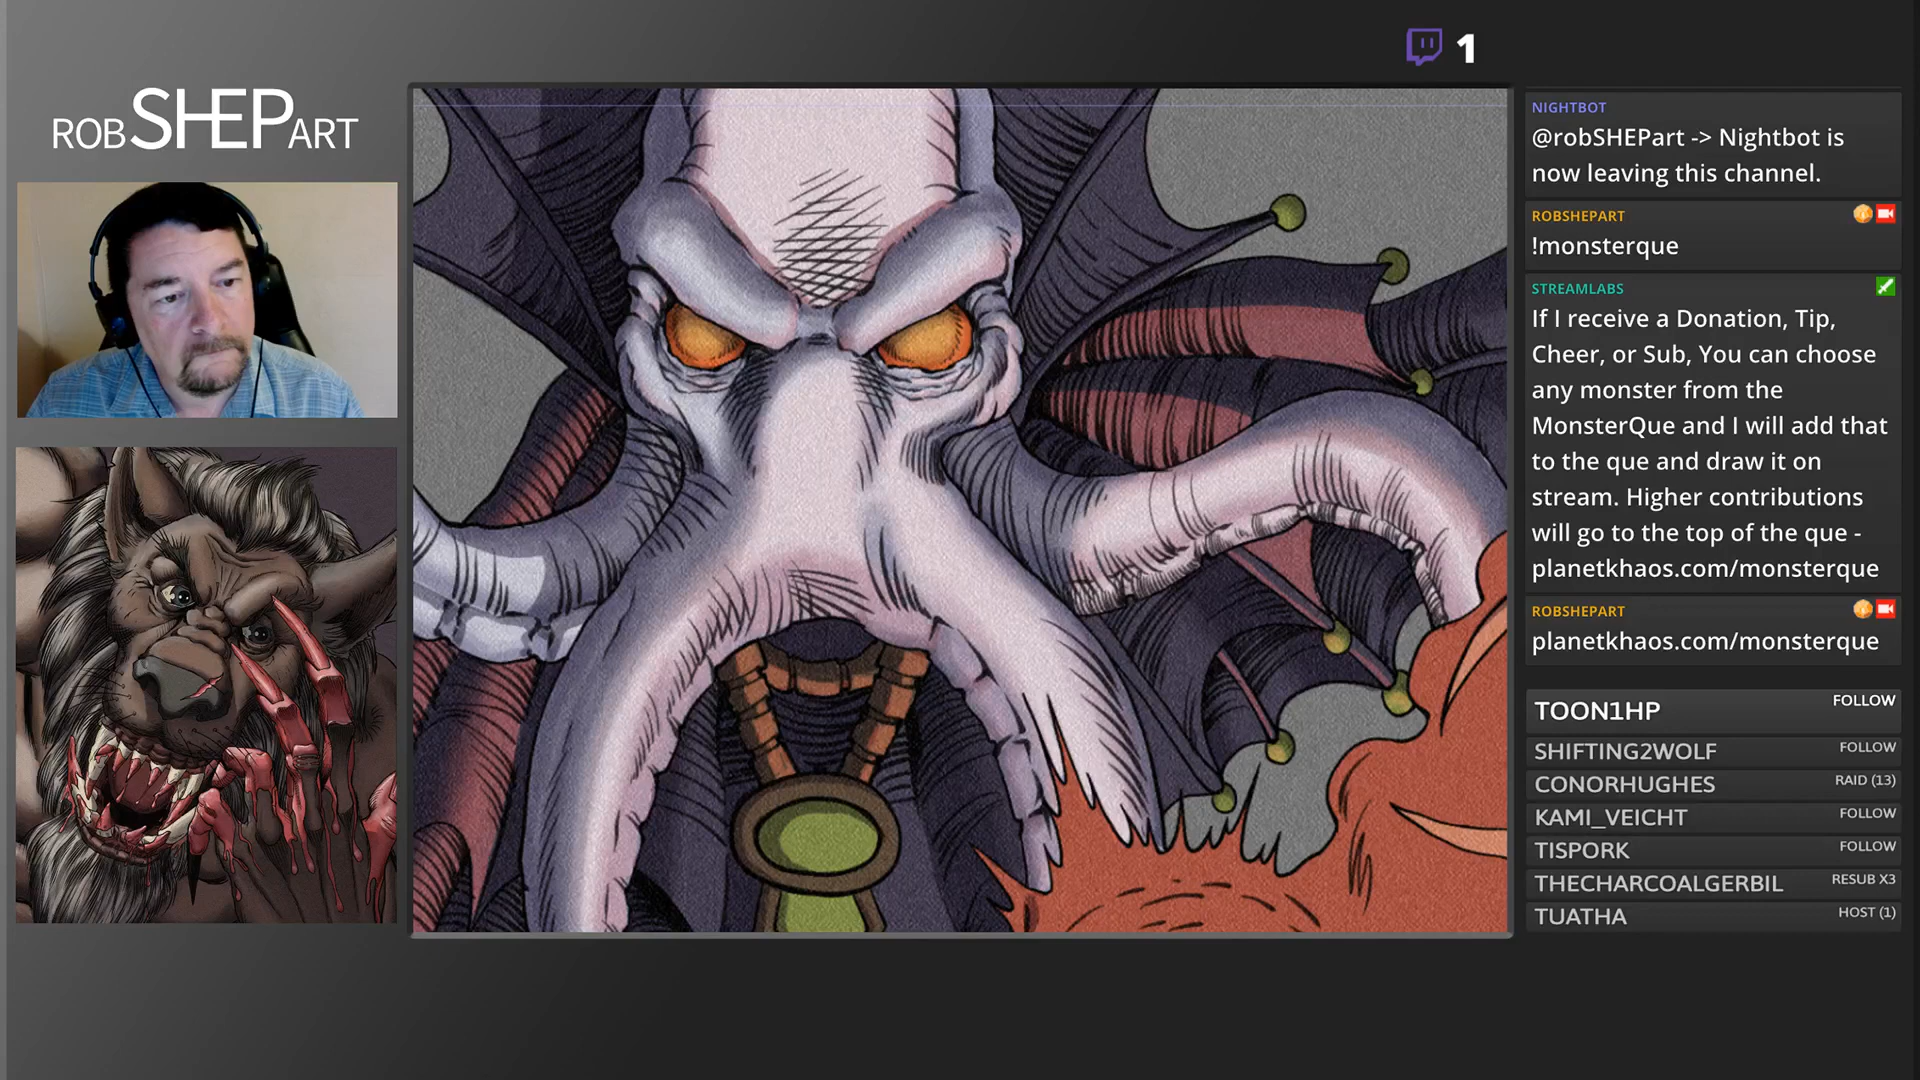 ROBSHEPART
1
NIGHTBOT
@robSHEPart -> Nightbot is
now leaving this channel.
ROBSHEPART
!monsterque
STREAMLABS
If I receive a Donation, Tip,
Cheer, or Sub, You can choose
any monster from the
MonsterQue and I will add that
to the que and draw it on
stream. Higher contributions
will go to the top of the que -
planetkhaos.com/monsterque
ROBSHEPART
planetkhaos.com/monsterque
TOON1HP FOLLOW
SHIFTING2WOLF FOLLOW
CONORHUGHES RAID (13)
KAMI_VEICHT FOLLOW
TISPORK FOLLOW
THECHARCOALGERBIL RESUB X3
TUATHA HOST (1)